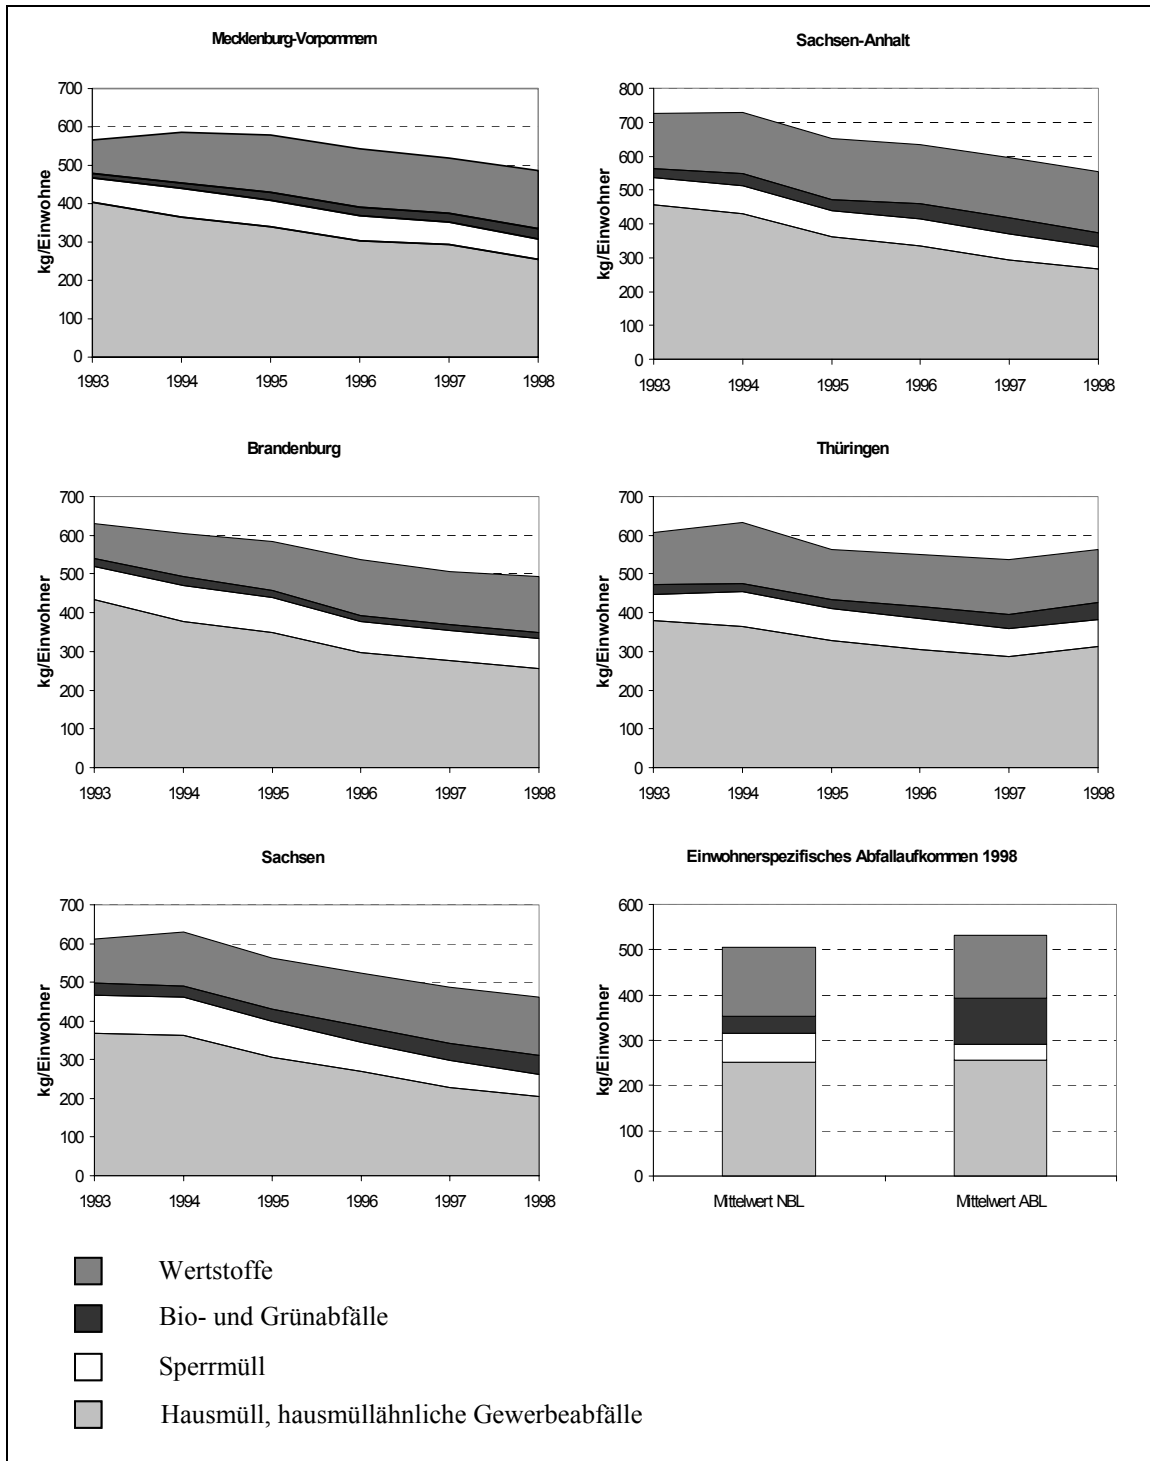 Mecklenburg-Vorpommern
kg/Einwohne
700
600
500
400
300
200
100
0
1993 1994 1995 1996 1997 1998
Sachsen-Anhalt
kg/Einwohner
800
700
600
500
400
300
200
100
0
1993 1994 1995 1996 1997 1998
Brandenburg
kg/Einwohner
700
600
500
400
300
200
100
0
1993 1994 1995 1996 1997 1998
Thüringen
kg/Einwohner
700
600
500
400
300
200
100
0
1993 1994 1995 1996 1997 1998
Sachsen
kg/Einwohner
700
600
500
400
300
200
100
0
1993 1994 1995 1996 1997 1998
Einwohnerspezifisches Abfallaufkommen 1998
kg/Einwohner
600
500
400
300
200
100
0
Mittelwert NBL Mittelwert ABL
Wertstoffe
Bio- und Grünabfälle
Sperrmüll
Hausmüll, hausmüllähnliche Gewerbeabfälle